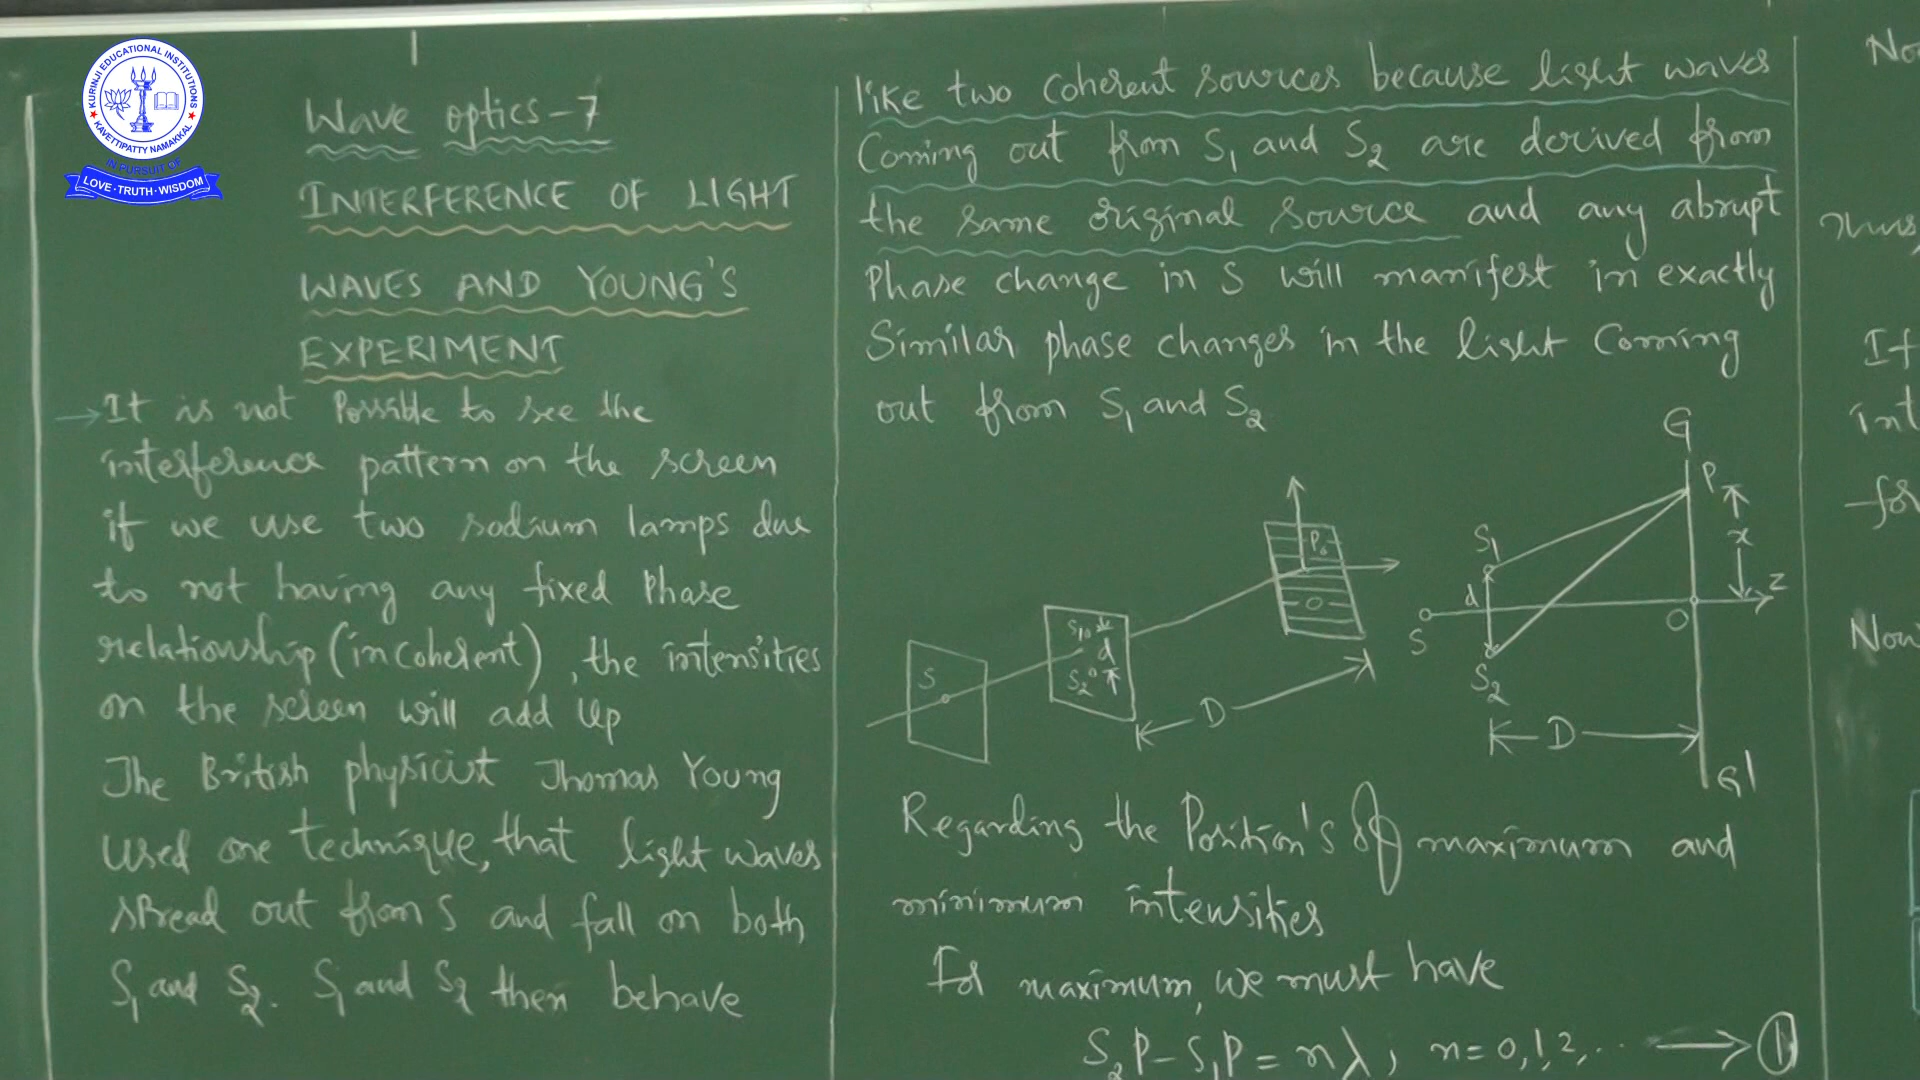 KURINJI EDUCATIONAL INSTITUTIONS
KAVETTIPATTY NAMAKKAL
IN PURSUIT OF
LOVE · TRUTH · WISDOM
Wave optics-7
INTERFERENCE OF LIGHT
WAVES AND YOUNG'S
EXPERIMENT
→It is not Possible to see the
interference pattern on the screen
if we use two sodium lamps due
to not having any fixed Phase
relationship (incoherent), the intensities
on the screen will add up
The British physicist Thomas Young
used one technique, that light waves
spread out from S and fall on both
S₁ and S₂. S₁ and S₂ then behave
like two coherent sources because light waves
Coming out from S₁ and S₂ are derived from
the same original source and any abrupt
Phase change in S will manifest in exactly
Similar phase changes in the light Coming
out from S₁ and S₂
S
S₁
d
S₂
D
P
O
G
P
x
S₁
d
S
O
Z
S₂
D
G|
Regarding the Position's of maximum and
minimum intensities
For maximum, we must have
S₂P-S₁P = nλ, n=0,1,2,... → ①
Thus,
If
for